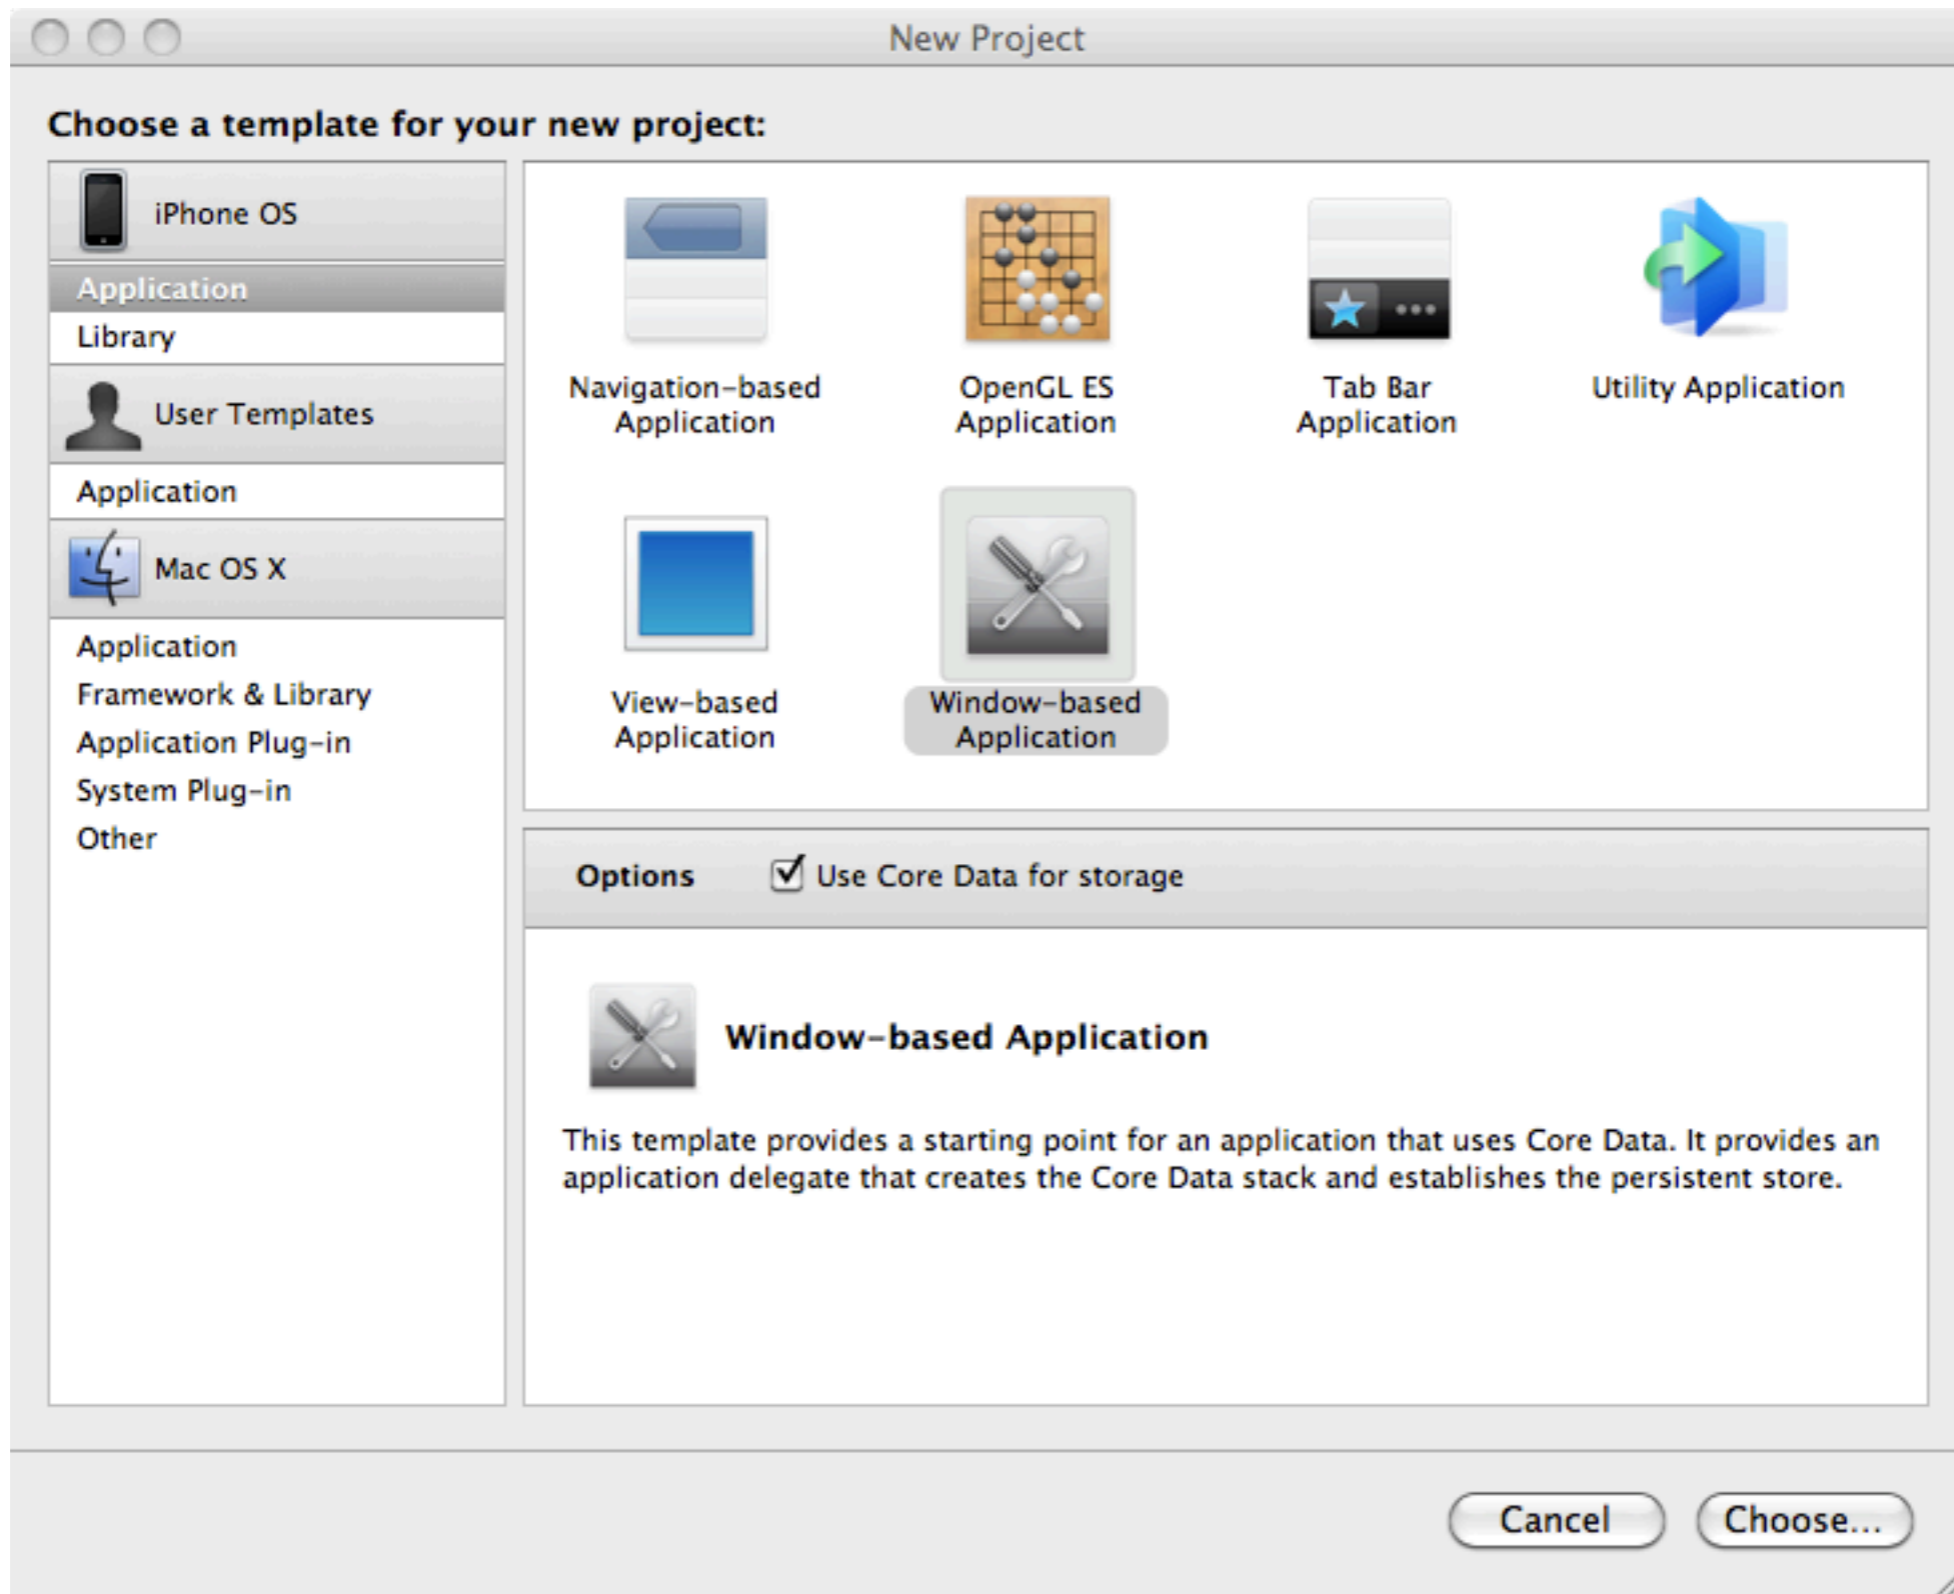 New Project
Choose a template for your new project:
iPhone OS
Application
Library
User Templates
Application
Mac OS X
Application
Framework & Library
Application Plug-in
System Plug-in
Other
Navigation-based
Application
OpenGL ES
Application
Tab Bar
Application
Utility Application
View-based
Application
Window-based
Application
Options
Use Core Data for storage
Window-based Application
This template provides a starting point for an application that uses Core Data. It provides an
application delegate that creates the Core Data stack and establishes the persistent store.
Cancel
Choose...